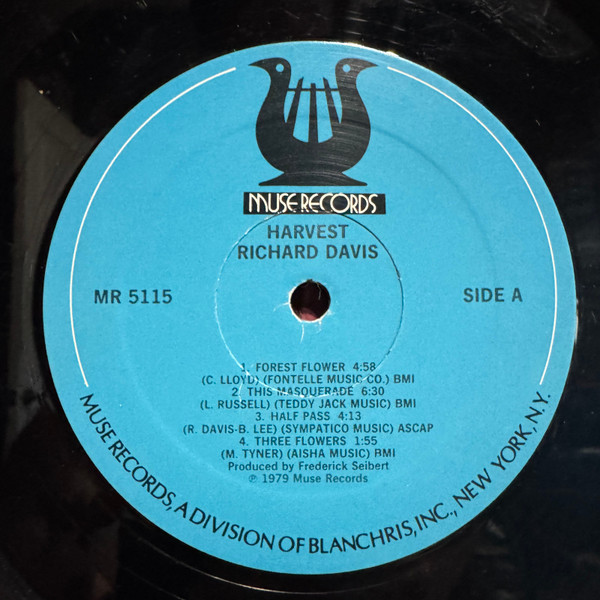 MUSE RECORDS
HARVEST
RICHARD DAVIS
MR 5115
SIDE A
1. FOREST FLOWER 4:58
(C. LLOYD) (FONTELLE MUSIC CO.) BMI
2. THIS MASQUERADE 6:30
(L. RUSSELL) (TEDDY JACK MUSIC) BMI
3. HALF PASS 4:13
(R. DAVIS-B. LEE) (SYMPATICO MUSIC) ASCAP
4. THREE FLOWERS 1:55
(M. TYNER) (AISHA MUSIC) BMI
Produced by Frederick Seibert
℗ 1979 Muse Records
MUSE RECORDS, A DIVISION OF BLANCHRIS, INC., NEW YORK, N.Y.